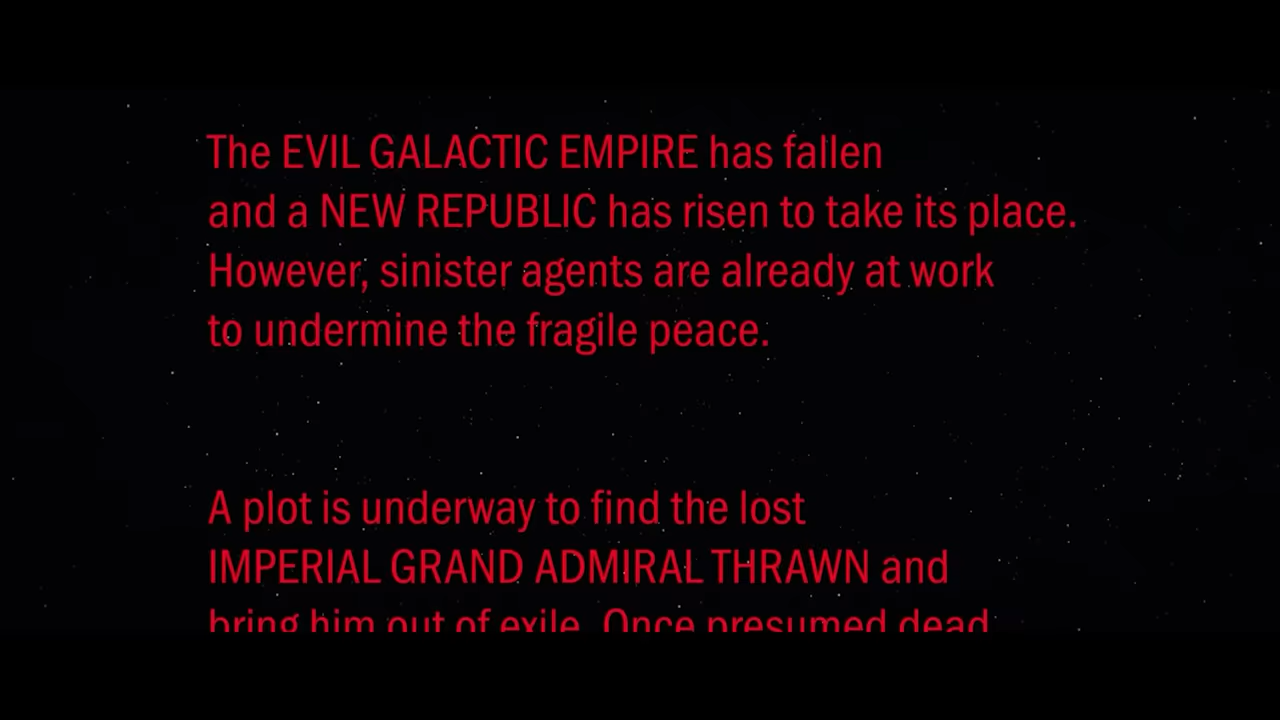 The EVIL GALACTIC EMPIRE has fallen
and a NEW REPUBLIC has risen to take its place.
However, sinister agents are already at work
to undermine the fragile peace.
A plot is underway to find the lost
IMPERIAL GRAND ADMIRAL THRAWN and
bring him out of exile. Once presumed dead